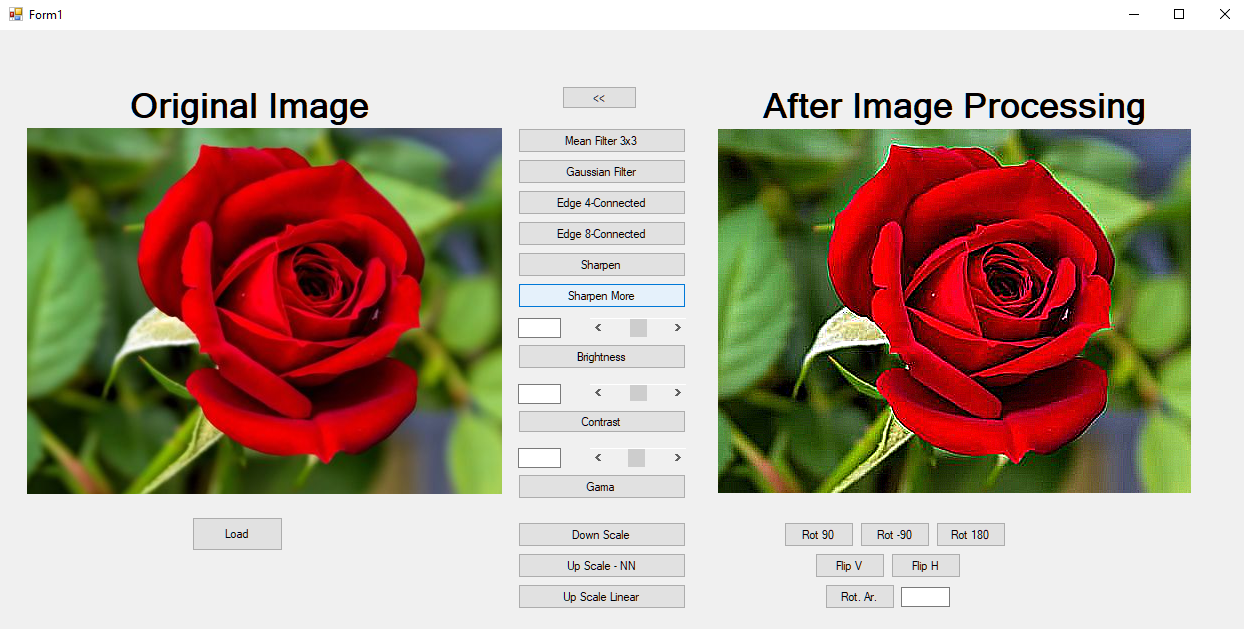 Form1
Original Image
<<
After Image Processing
Mean Filter 3x3
Gaussian Filter
Edge 4-Connected
Edge 8-Connected
Sharpen
Sharpen More
Brightness
Contrast
Gama
Load
Down Scale
Up Scale - NN
Up Scale Linear
Rot 90 Rot -90 Rot 180
Flip V Flip H
Rot. Ar.